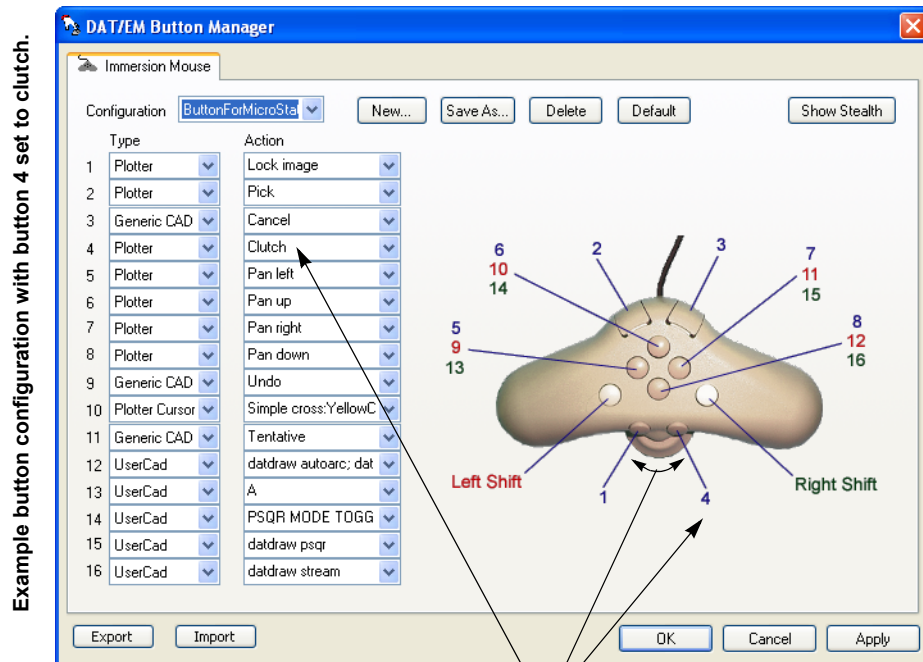 Example button configuration with button 4 set to clutch.
DAT/EM Button Manager
Immersion Mouse
Configuration ButtonForMicroSta New... Save As... Delete Default Show Stealth
Type Action
1 Plotter Lock image
2 Plotter Pick
3 Generic CAD Cancel
4 Plotter Clutch
5 Plotter Pan left
6 Plotter Pan up
7 Plotter Pan right
8 Plotter Pan down
9 Generic CAD Undo
10 Plotter Cursor Simple cross:YellowC
11 Generic CAD Tentative
12 UserCad datdraw autoarc; dat
13 UserCad A
14 UserCad PSQR MODE TOGG
15 UserCad datdraw psqr
16 UserCad datdraw stream
6 2 3 7
10 11
14 15
5 8
9 12
13 16
Left Shift 1 4 Right Shift
Export Import OK Cancel Apply